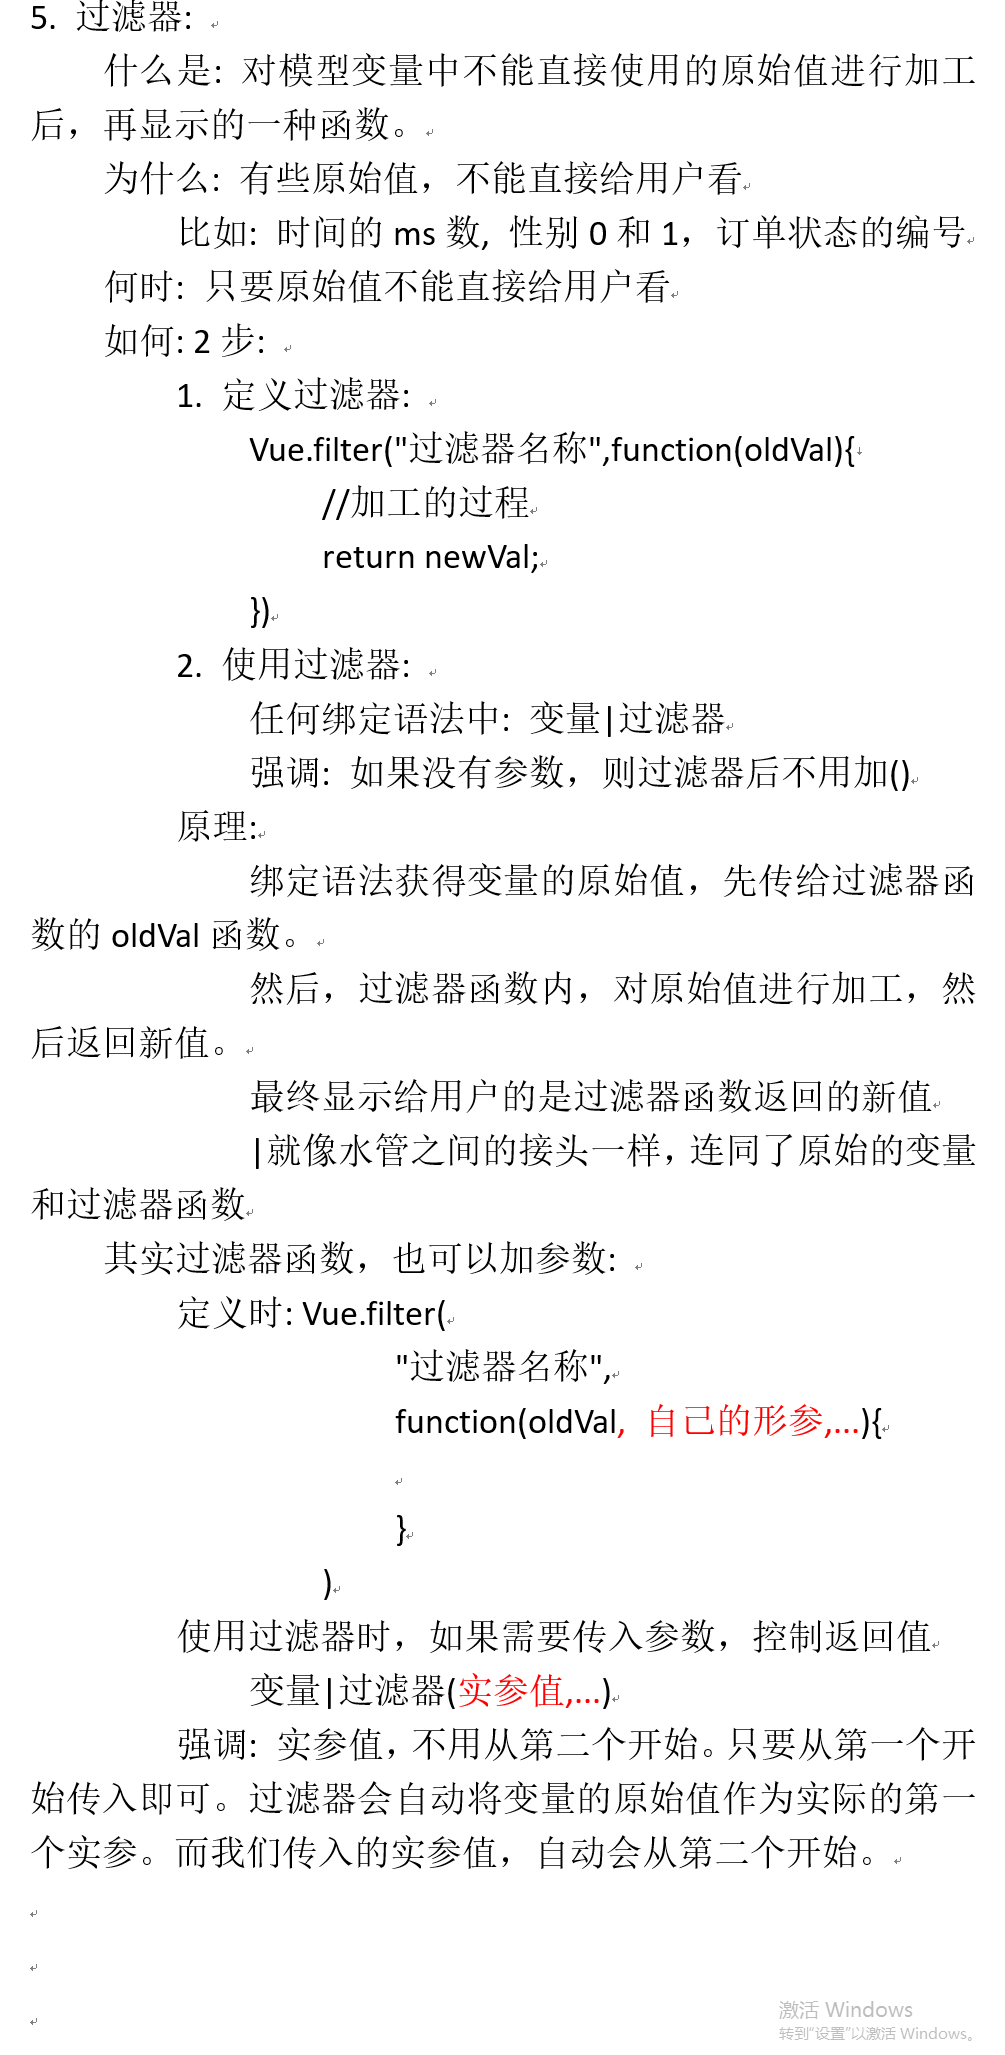 5. 过滤器:
什么是: 对模型变量中不能直接使用的原始值进行加工
后，再显示的一种函数。
为什么: 有些原始值，不能直接给用户看
比如: 时间的 ms 数, 性别 0 和 1，订单状态的编号
何时: 只要原始值不能直接给用户看
如何: 2 步:
1. 定义过滤器:
Vue.filter("过滤器名称",function(oldVal){
//加工的过程
return newVal;
})
2. 使用过滤器:
任何绑定语法中: 变量|过滤器
强调: 如果没有参数，则过滤器后不用加()
原理:
绑定语法获得变量的原始值，先传给过滤器函
数的 oldVal 函数。
然后，过滤器函数内，对原始值进行加工，然
后返回新值。
最终显示给用户的是过滤器函数返回的新值
|就像水管之间的接头一样，连同了原始的变量
和过滤器函数
其实过滤器函数，也可以加参数:
定义时: Vue.filter(
"过滤器名称",
function(oldVal, 自己的形参,...){
}
)
使用过滤器时，如果需要传入参数，控制返回值
变量|过滤器(实参值,...)
强调: 实参值，不用从第二个开始。只要从第一个开
始传入即可。过滤器会自动将变量的原始值作为实际的第一
个实参。而我们传入的实参值，自动会从第二个开始。
激活 Windows
转到"设置"以激活 Windows。